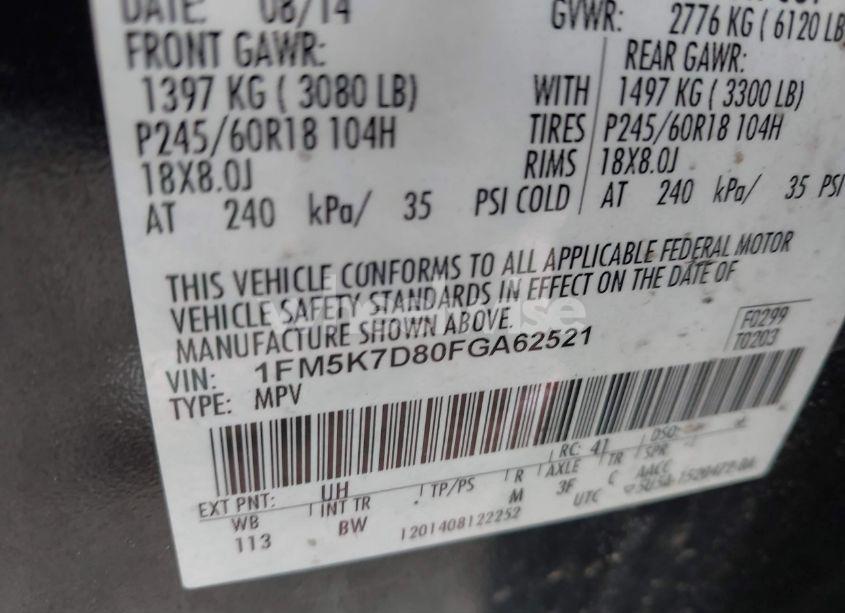 DATE: 08/14
GVWR: 2776 KG ( 6120 LB
FRONT GAWR:
REAR GAWR:
1397 KG ( 3080 LB)
WITH
1497 KG ( 3300 LB)
P245/60R18 104H
TIRES
P245/60R18 104H
18X8.0J
RIMS
18X8.0J
AT 240 kPa/ 35 PSI COLD
AT 240 kPa/ 35 PSI
THIS VEHICLE CONFORMS TO ALL APPLICABLE FEDERAL MOTOR
VEHICLE SAFETY STANDARDS IN EFFECT ON THE DATE OF
MANUFACTURE SHOWN ABOVE.
VIN: 1FM5K7D80FGA62521
F0299
T0203
TYPE: MPV
EXT PNT: UH
RC: 41
DSO:
WB
INT TR
TP/PS
R
AXLE
TR
SPR
113
BW
M
3F
C
AACC
1201408122252
UTC